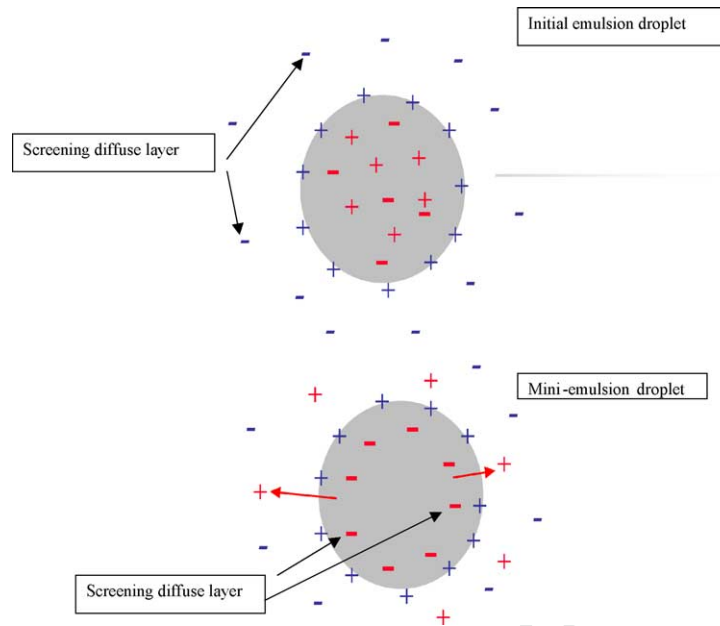 Initial emulsion droplet
Screening diffuse layer
Mini-emulsion droplet
Screening diffuse layer